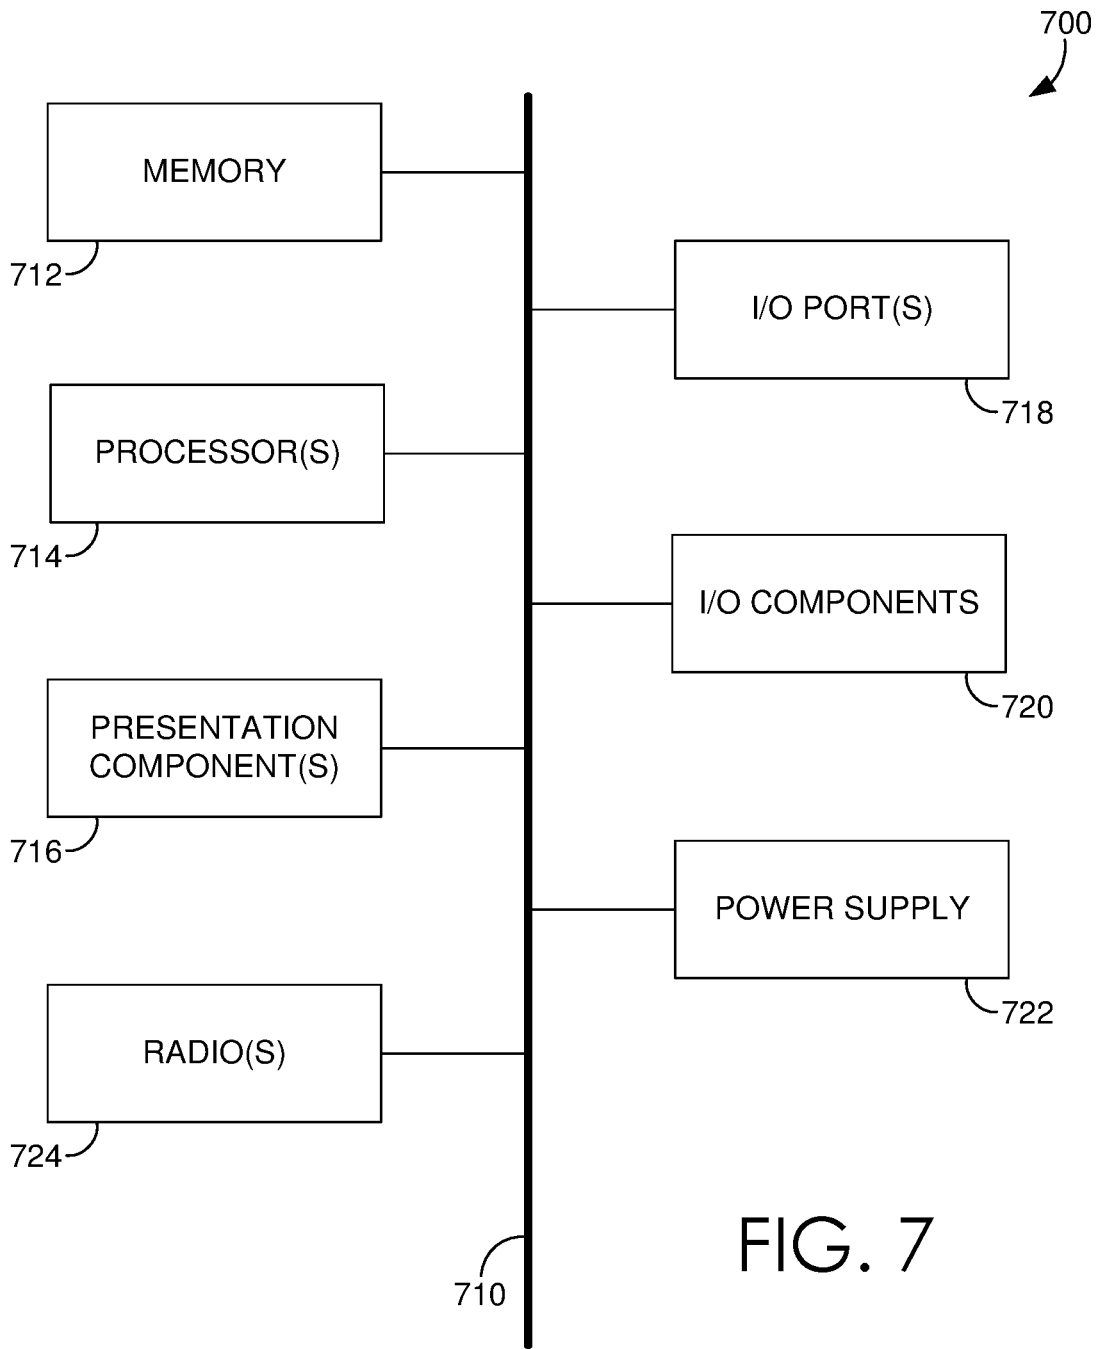 700
MEMORY
712
I/O PORT(S)
718
PROCESSOR(S)
714
I/O COMPONENTS
720
PRESENTATION
COMPONENT(S)
716
POWER SUPPLY
722
RADIO(S)
724
710
FIG. 7